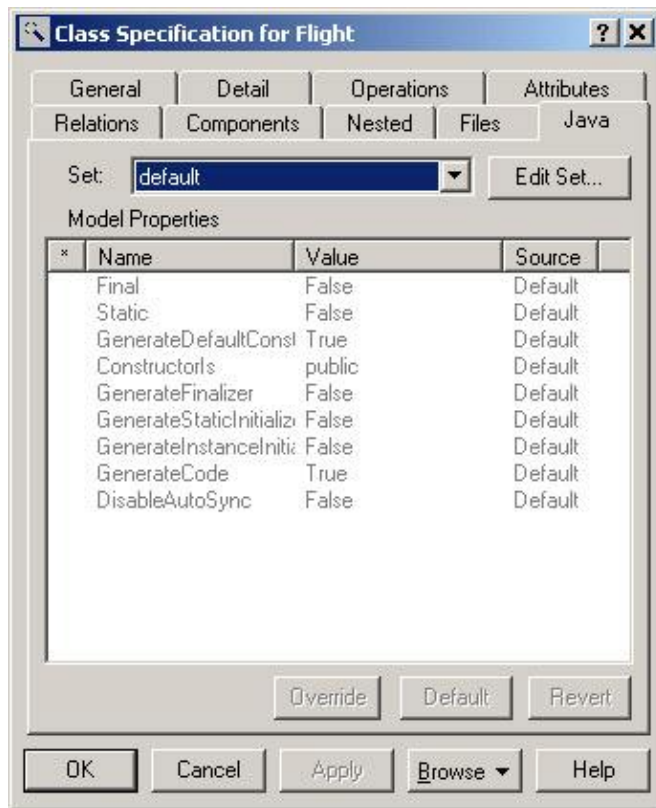 Class Specification for Flight
General Detail Operations Attributes
Relations Components Nested Files Java
Set: default Edit Set...
Model Properties
* Name Value Source
Final False Default
Static False Default
GenerateDefaultConst True Default
ConstructorIs public Default
GenerateFinalizer False Default
GenerateStaticInitialize False Default
GenerateInstanceInitia False Default
GenerateCode True Default
DisableAutoSync False Default
Override Default Revert
OK Cancel Apply Browse Help